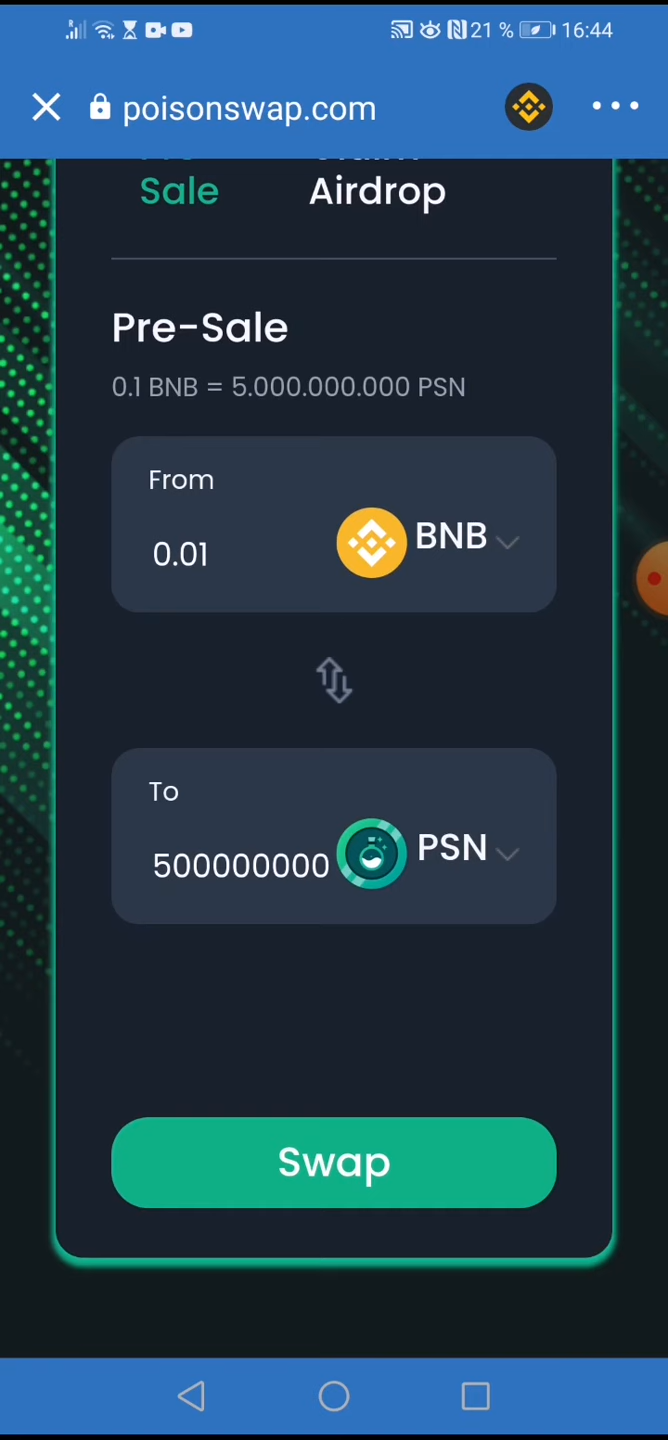 21 % 16:44
poisonswap.com
Sale
Airdrop
Pre-Sale
0.1 BNB = 5.000.000.000 PSN
From
0.01
BNB
To
500000000
PSN
Swap